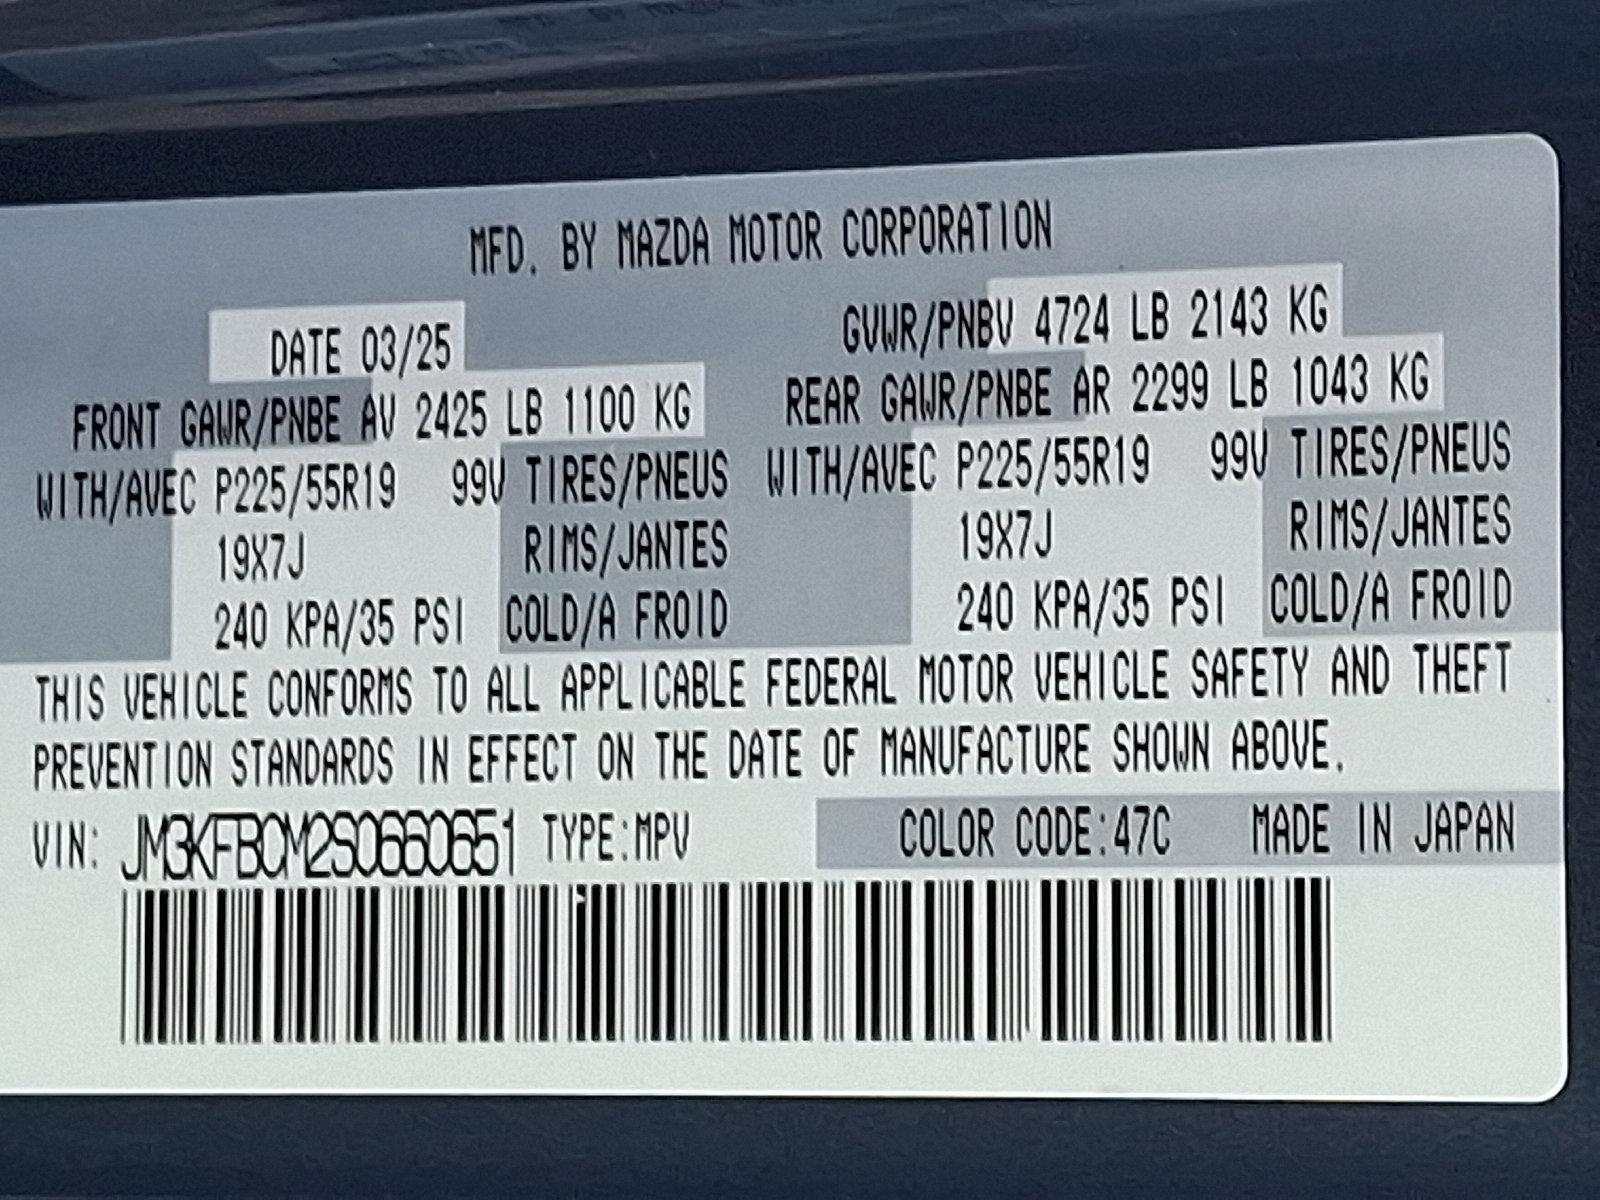 MFD. BY MAZDA MOTOR CORPORATION
DATE 03/25 GVWR/PNBV 4724 LB 2143 KG
FRONT GAWR/PNBE AV 2425 LB 1100 KG REAR GAWR/PNBE AR 2299 LB 1043 KG
WITH/AVEC P225/55R19 99V TIRES/PNEUS WITH/AVEC P225/55R19 99V TIRES/PNEUS
19X7J RIMS/JANTES 19X7J RIMS/JANTES
240 KPA/35 PSI COLD/A FROID 240 KPA/35 PSI COLD/A FROID
THIS VEHICLE CONFORMS TO ALL APPLICABLE FEDERAL MOTOR VEHICLE SAFETY AND THEFT
PREVENTION STANDARDS IN EFFECT ON THE DATE OF MANUFACTURE SHOWN ABOVE.
VIN: JM3KFBCM2S0660651 TYPE:MPV COLOR CODE:47C MADE IN JAPAN